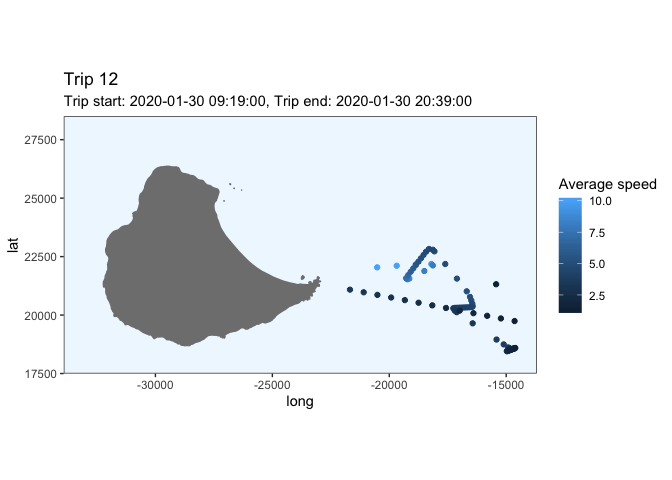 Trip 12
Trip start: 2020-01-30 09:19:00, Trip end: 2020-01-30 20:39:00
27500
25000
22500
20000
17500
lat
-30000 -25000 -20000 -15000
long
Average speed
10.0
7.5
5.0
2.5